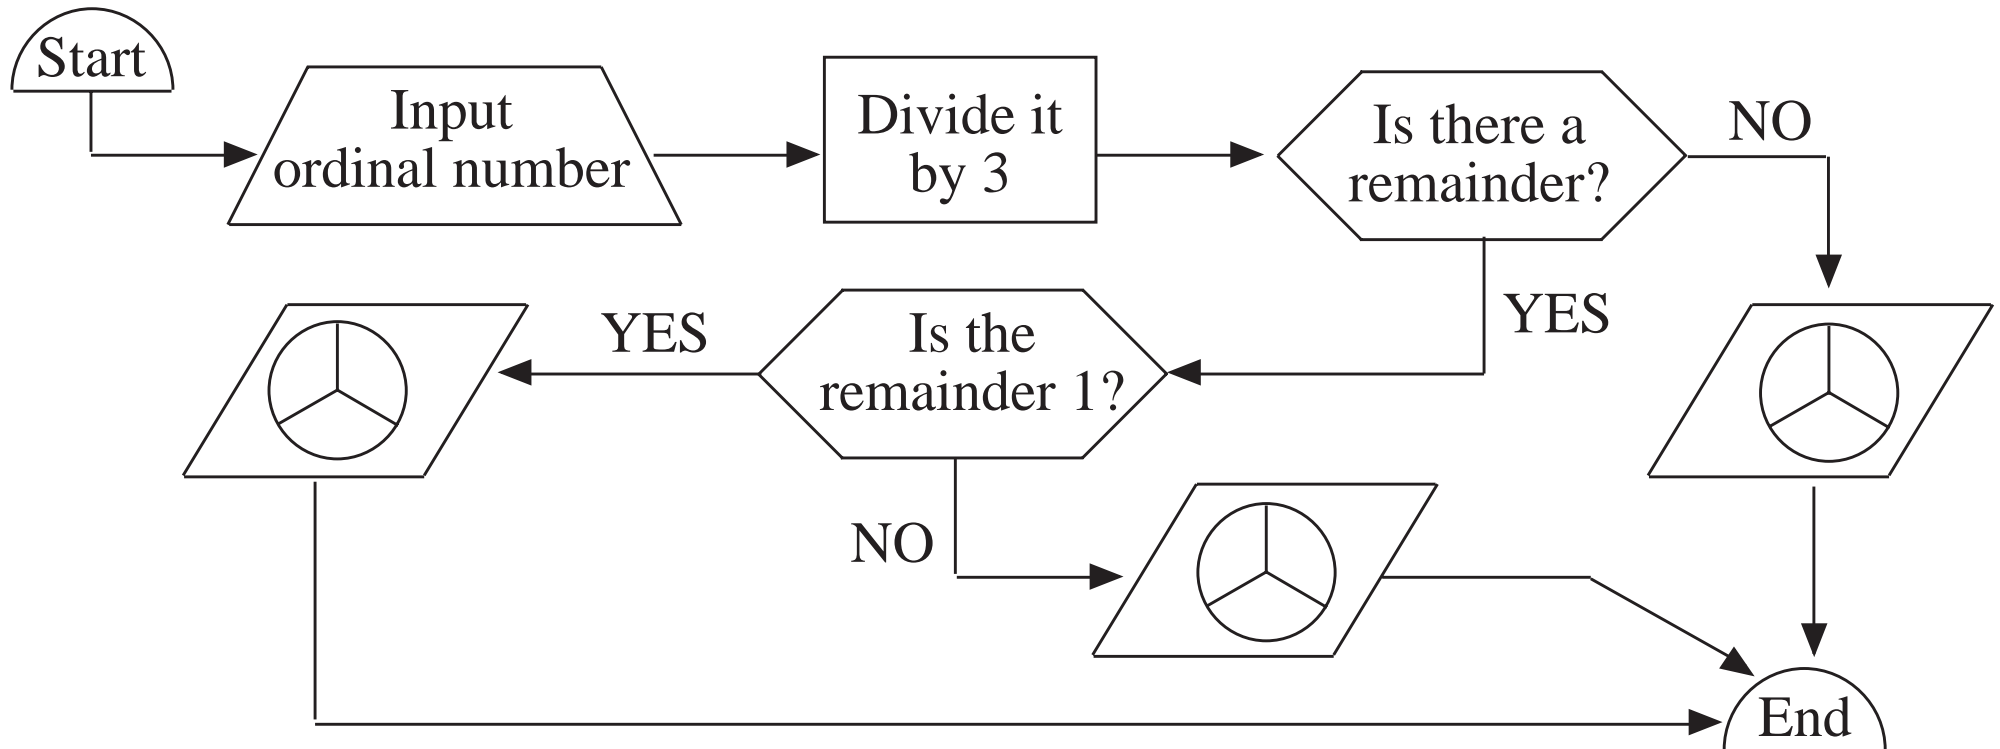 Start
Input
ordinal number
Divide it
by 3
Is there a
remainder?
NO
YES
Is the
remainder 1?
YES
NO
End